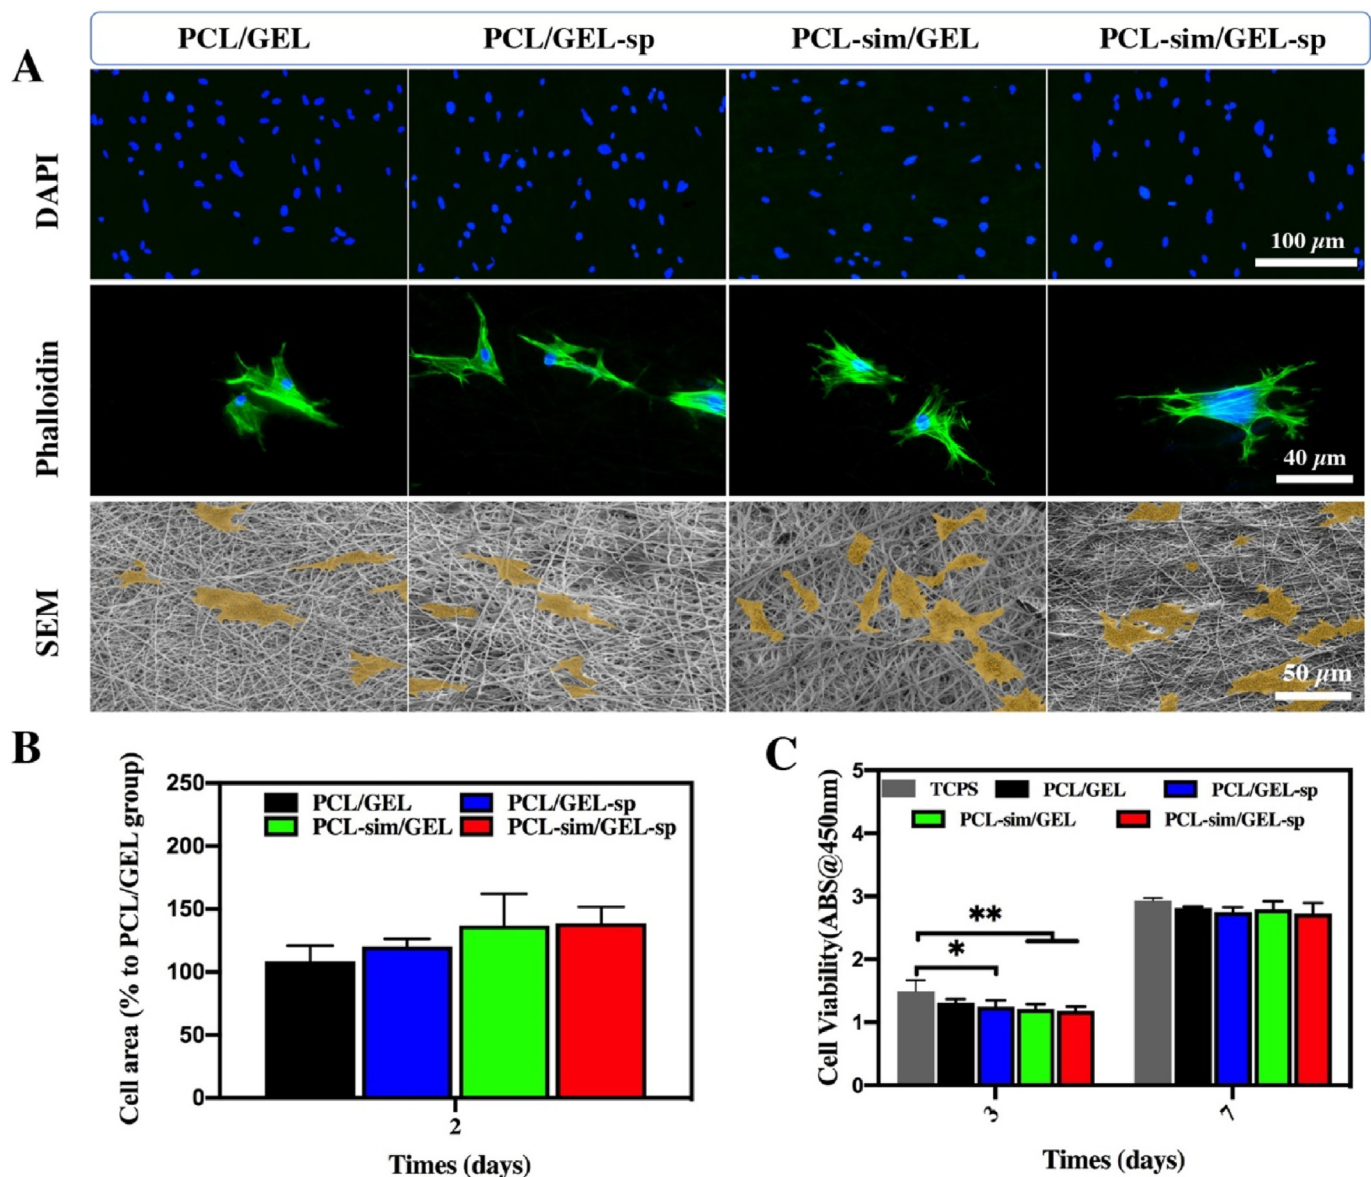 PCL/GEL PCL/GEL-sp PCL-sim/GEL PCL-sim/GEL-sp
A
DAPI
100 μm
Phalloidin
40 μm
SEM
50 μm
B
Cell area (% to PCL/GEL group)
250
200
150
100
50
0
PCL/GEL PCL/GEL-sp
PCL-sim/GEL PCL-sim/GEL-sp
2
Times (days)
C
Cell Viability(ABS@450nm)
5
4
3
2
1
0
TCPS PCL/GEL PCL/GEL-sp
PCL-sim/GEL PCL-sim/GEL-sp
**
*
3 7
Times (days)